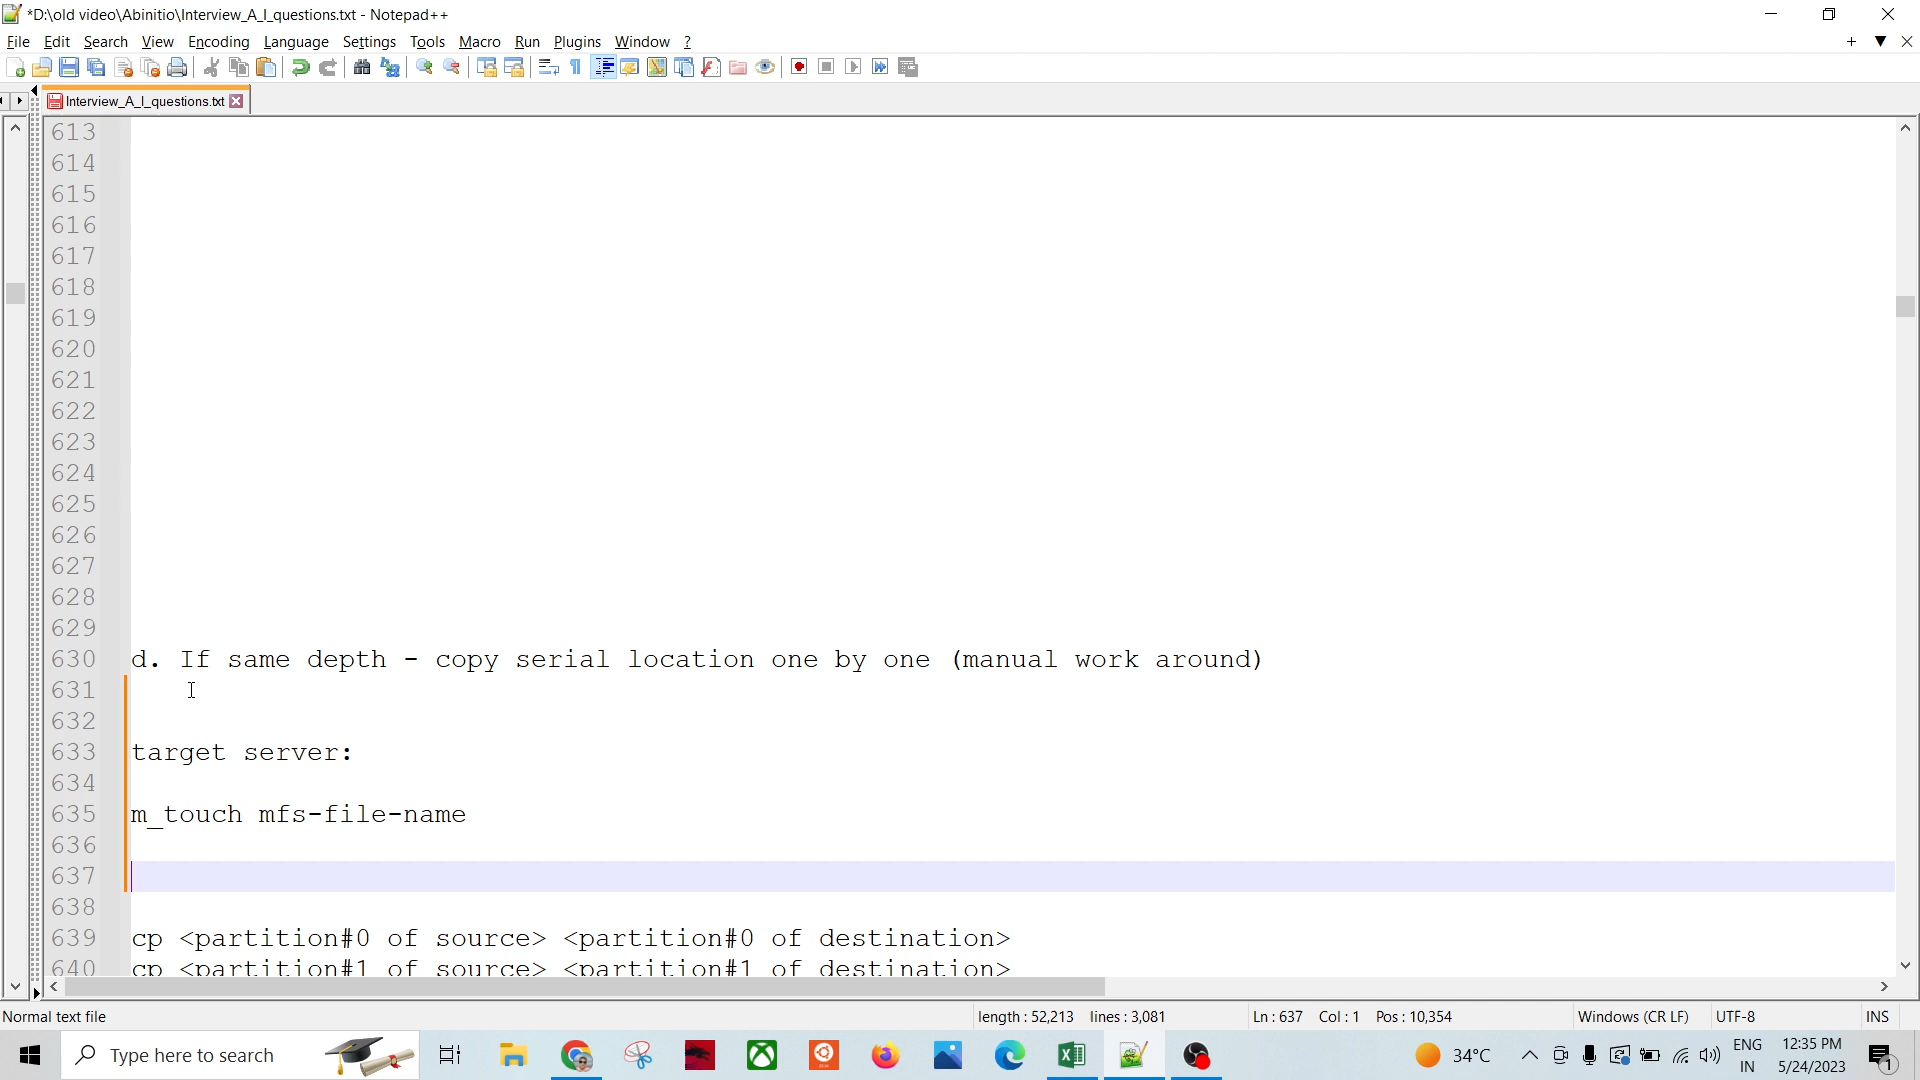 *D:\old video\Abinitio\Interview_A_I_questions.txt - Notepad++
File Edit Search View Encoding Language Settings Tools Macro Run Plugins Window ?
Interview_A_I_questions.txt
613
614
615
616
617
618
619
620
621
622
623
624
625
626
627
628
629
630 d. If same depth - copy serial location one by one (manual work around)
631
632
633 target server:
634
635 m_touch mfs-file-name
636
637
638
639 cp <partition#0 of source> <partition#0 of destination>
640 cp <partition#1 of source> <partition#1 of destination>
Normal text file length : 52,213 lines : 3,081 Ln : 637 Col : 1 Pos : 10,354 Windows (CR LF) UTF-8 INS
Type here to search 34°C ENG IN 12:35 PM 5/24/2023 1